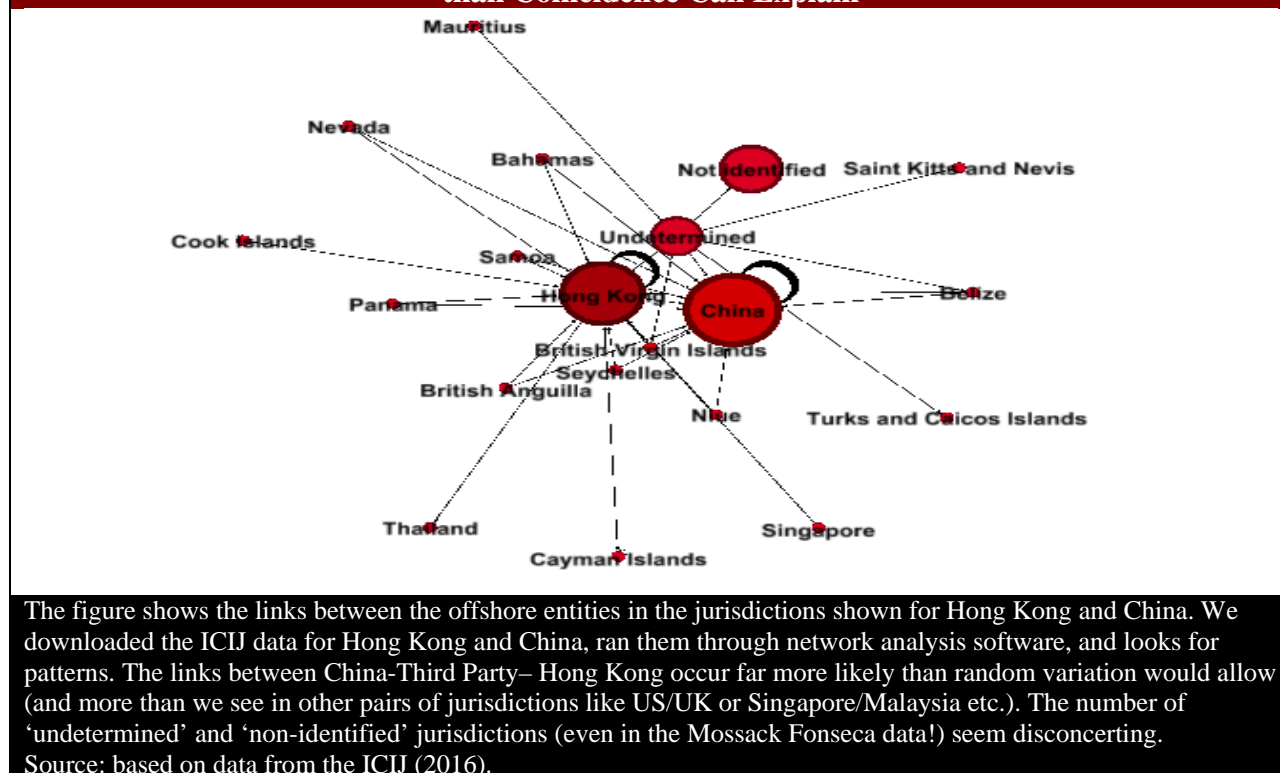 than Coincidence Can Explain
Mauritius
Nevada
Bahamas
Not identified
Saint Kitts and Nevis
Undetermined
Cook Islands
Samoa
Hong Kong
China
Belize
Panama
British Virgin Islands
Seychelles
British Anguilla
Niue
Turks and Caicos Islands
Thailand
Singapore
Cayman Islands
The figure shows the links between the offshore entities in the jurisdictions shown for Hong Kong and China. We
downloaded the ICIJ data for Hong Kong and China, ran them through network analysis software, and looks for
patterns. The links between China-Third Party– Hong Kong occur far more likely than random variation would allow
(and more than we see in other pairs of jurisdictions like US/UK or Singapore/Malaysia etc.). The number of
‘undetermined’ and ‘non-identified’ jurisdictions (even in the Mossack Fonseca data!) seem disconcerting.
Source: based on data from the ICIJ (2016).